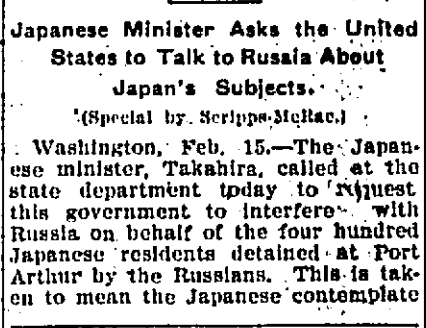 Japanese Minister Asks the United
States to Talk to Russia About
Japan's Subjects.
(Special by Scripps-McRae.)
Washington, Feb. 15.—The Japan-
ese minister, Takahira, called at the
state department today to request
this government to interfere with
Russia on behalf of the four hundred
Japanese residents detained at Port
Arthur by the Russians. This is tak-
en to mean the Japanese contemplate